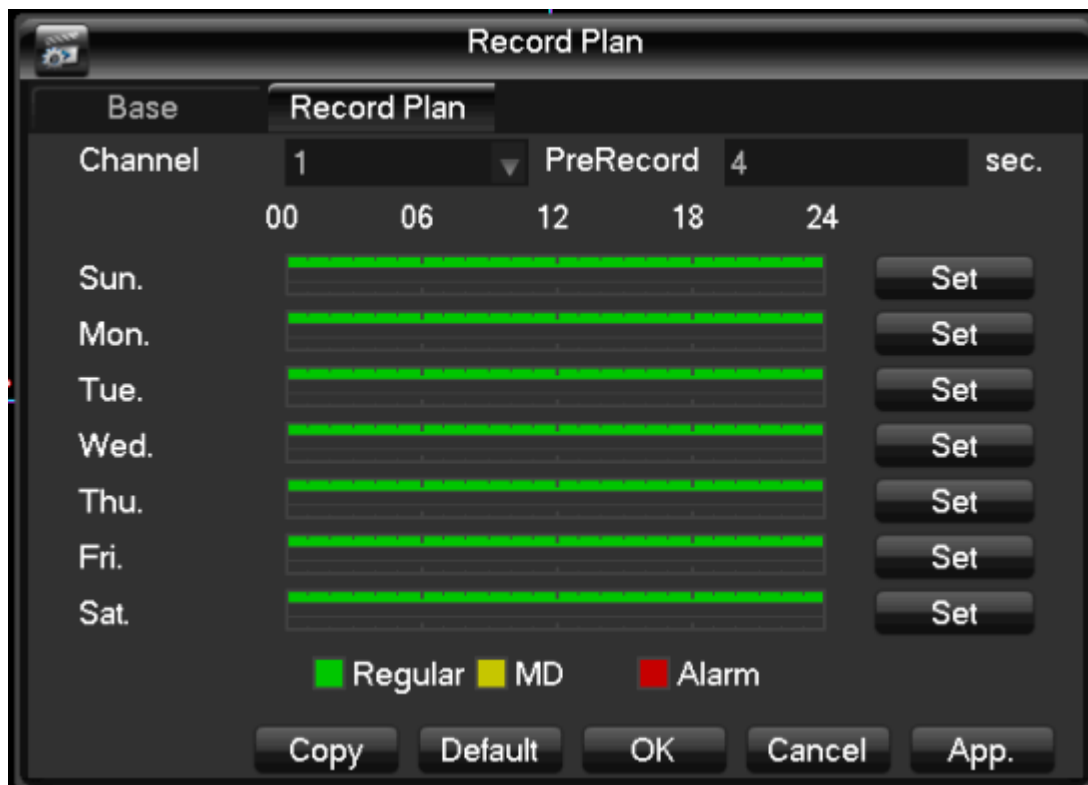 Record Plan
Base Record Plan
Channel 1 PreRecord 4 sec.
00 06 12 18 24
Sun. Set
Mon. Set
Tue. Set
Wed. Set
Thu. Set
Fri. Set
Sat. Set
Regular MD Alarm
Copy Default OK Cancel App.